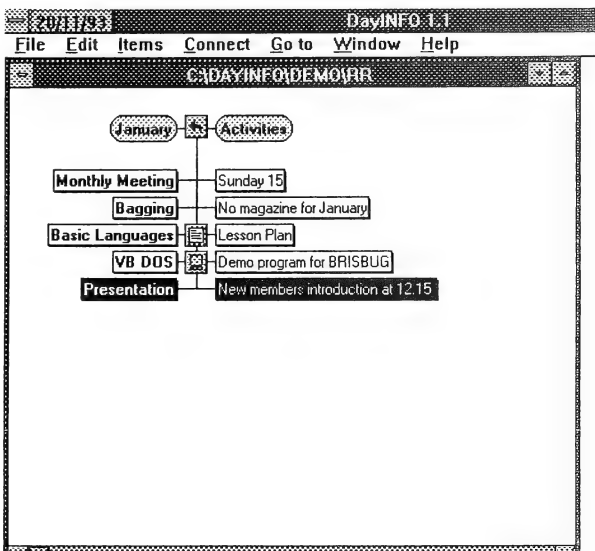 20/11/93 DayINFO 1.1
File Edit Items Connect Go to Window Help
C:\DAYINFO\DEMO\RR
January Activities
Monthly Meeting Sunday 15
Bagging No magazine for January
Basic Languages Lesson Plan
VB DOS Demo program for BRISBUG
Presentation New members introduction at 12.15